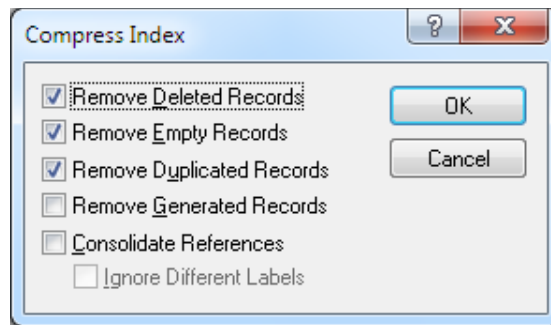 Compress Index
?
X
Remove Deleted Records
OK
Remove Empty Records
Remove Duplicated Records
Cancel
Remove Generated Records
Consolidate References
Ignore Different Labels